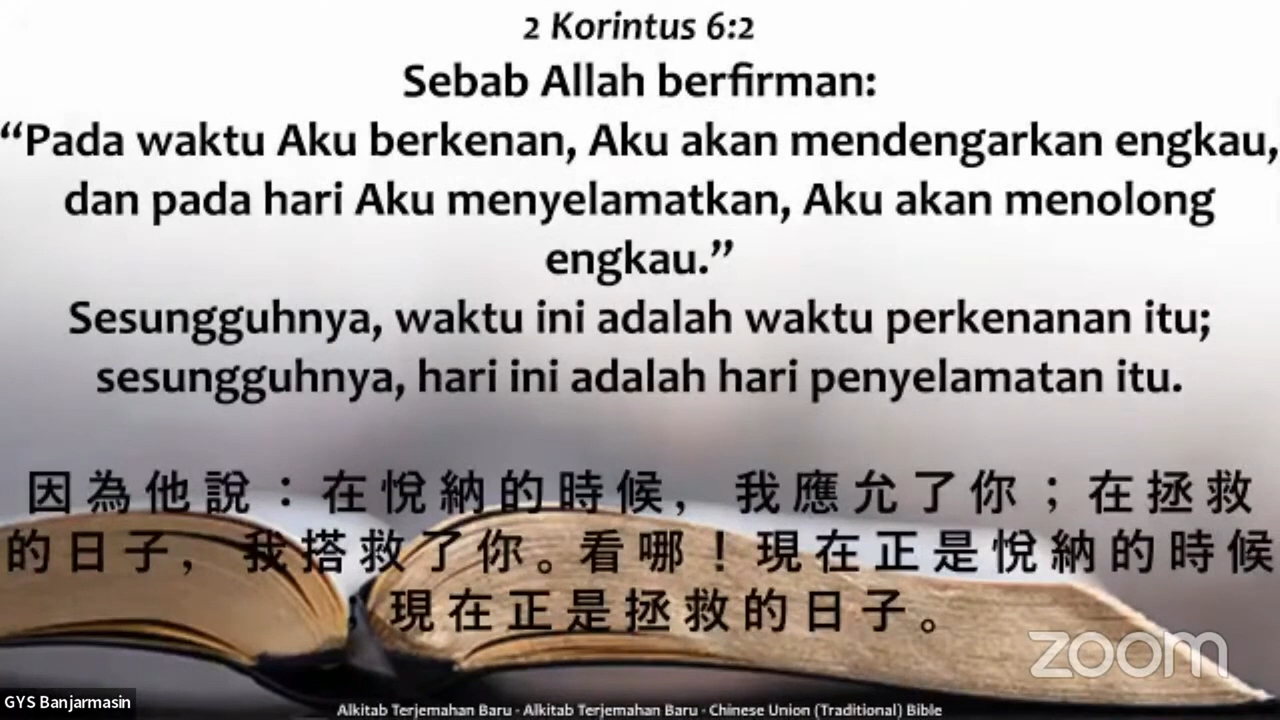 2 Korintus 6:2
Sebab Allah berfirman:
“Pada waktu Aku berkenan, Aku akan mendengarkan engkau,
dan pada hari Aku menyelamatkan, Aku akan menolong
engkau.”
Sesungguhnya, waktu ini adalah waktu perkenanan itu;
sesungguhnya, hari ini adalah hari penyelamatan itu.
因為他說：在悅納的時候，我應允了你；在拯救
的日子，我搭救了你。看哪！現在正是悅納的時候
，現在正是拯救的日子。
zoom
GYS Banjarmasin
Alkitab Terjemahan Baru - Alkitab Terjemahan Baru - Chinese Union (Traditional) Bible